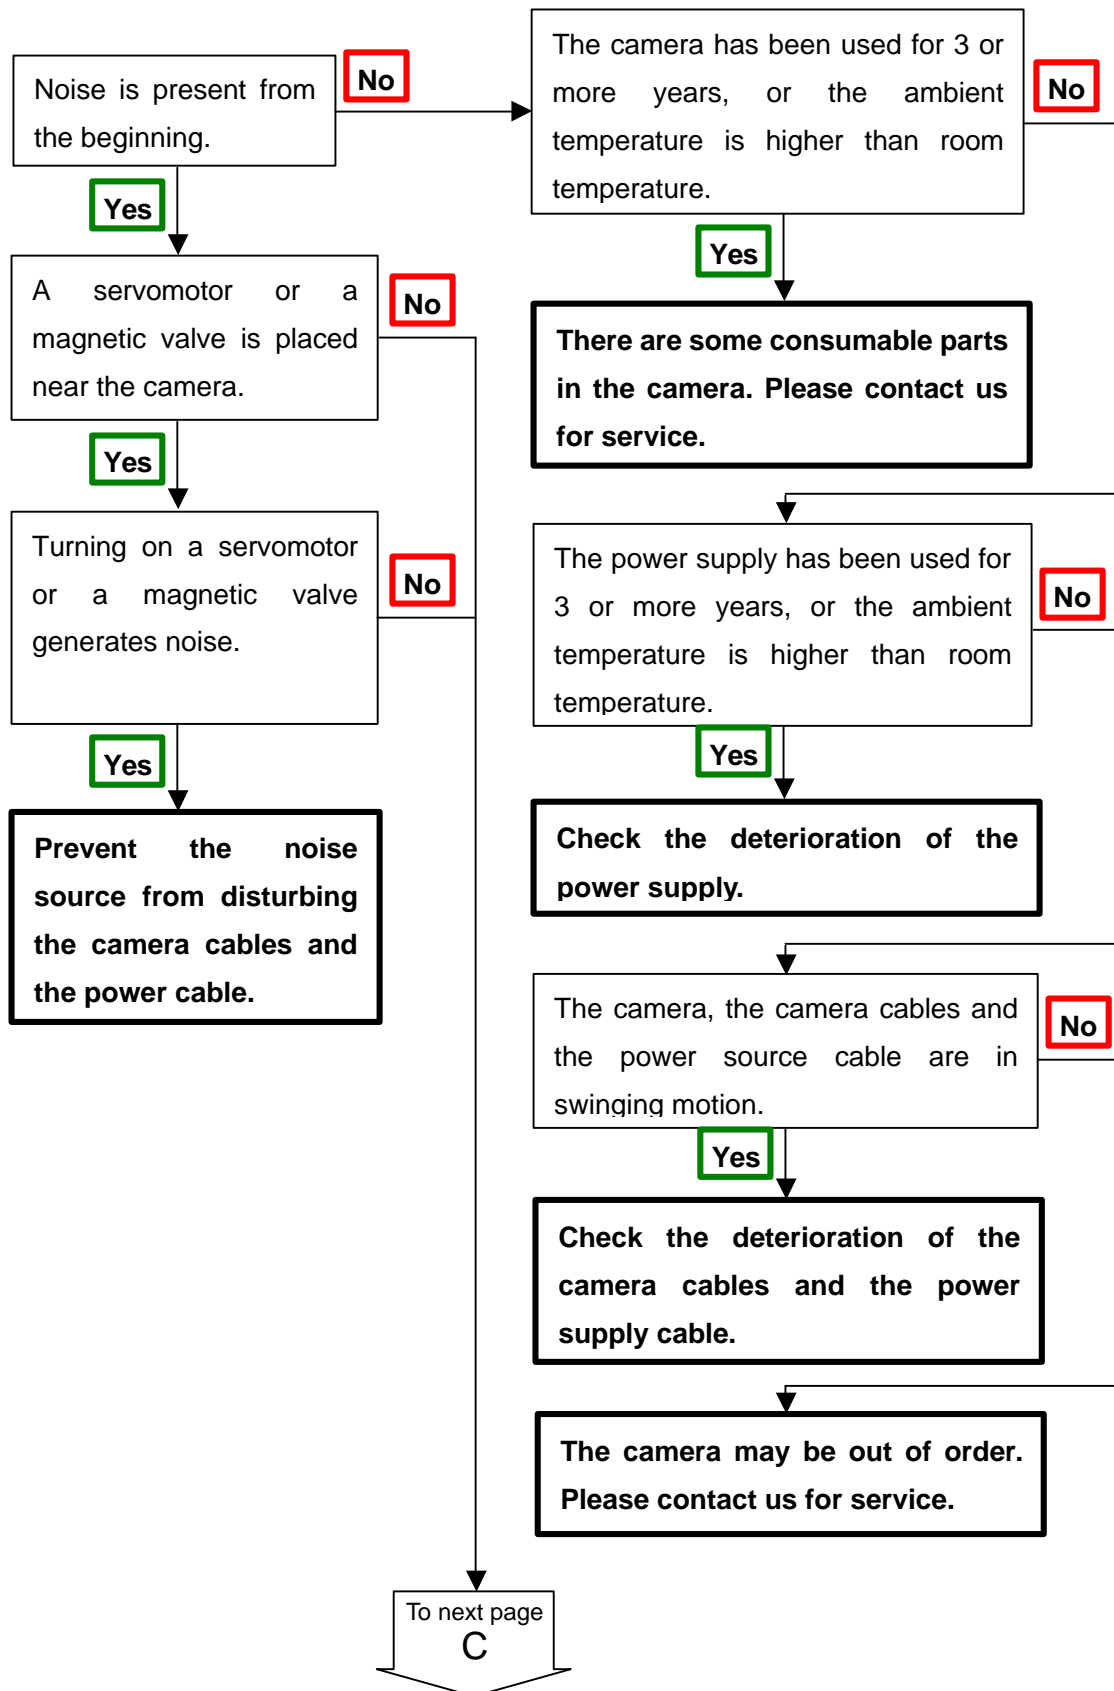 Noise is present from
the beginning.
No
Yes
The camera has been used for 3 or
more years, or the ambient
temperature is higher than room
temperature.
No
Yes
A servomotor or a
magnetic valve is placed
near the camera.
No
Yes
There are some consumable parts
in the camera. Please contact us
for service.
Turning on a servomotor
or a magnetic valve
generates noise.
No
Yes
The power supply has been used for
3 or more years, or the ambient
temperature is higher than room
temperature.
No
Yes
Prevent the noise
source from disturbing
the camera cables and
the power cable.
Check the deterioration of the
power supply.
The camera, the camera cables and
the power source cable are in
swinging motion.
No
Yes
Check the deterioration of the
camera cables and the power
supply cable.
The camera may be out of order.
Please contact us for service.
To next page
C